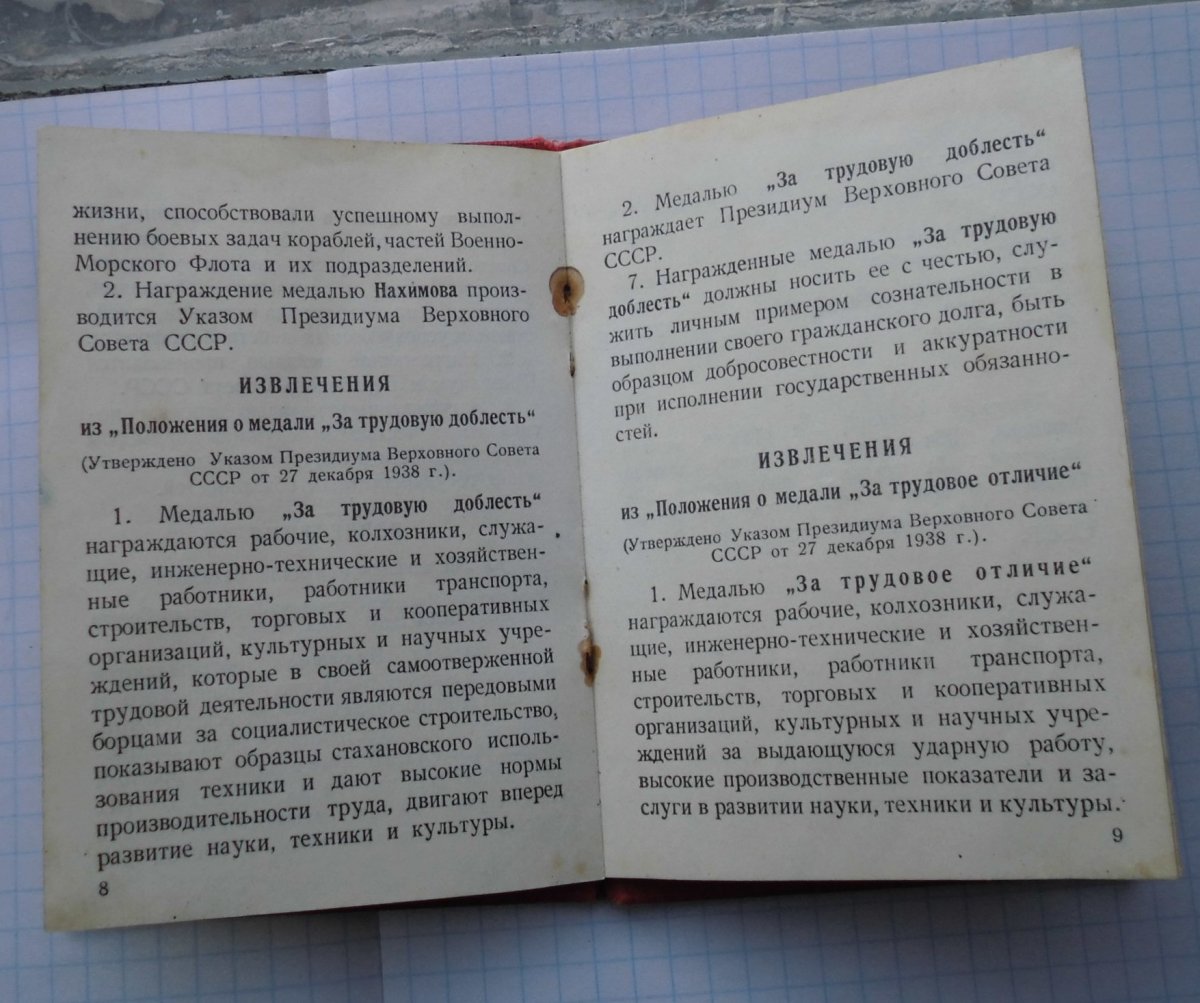 жизни, способствовали успешному выпол-
нению боевых задач кораблей, частей Военно-
Морского Флота и их подразделений.
2. Награждение медалью Нахимова произ-
водится Указом Президиума Верховного
Совета СССР.
ИЗВЛЕЧЕНИЯ
из „Положения о медали „За трудовую доблесть“
(Утверждено Указом Президиума Верховного Совета
СССР от 27 декабря 1938 г.).
1. Медалью „За трудовую доблесть“
награждаются рабочие, колхозники, служа-
щие, инженерно-технические и хозяйствен-
ные работники, работники транспорта,
строительств, торговых и кооперативных
организаций, культурных и научных учре-
ждений, которые в своей самоотверженной
трудовой деятельности являются передовыми
борцами за социалистическое строительство,
показывают образцы стахановского исполь-
зования техники и дают высокие нормы
производительности труда, двигают вперед
развитие науки, техники и культуры.
8
2. Медалью „За трудовую доблесть“
награждает Президиум Верховного Совета
СССР.
7. Награжденные медалью „За трудовую
доблесть“ должны носить ее с честью, слу-
жить личным примером сознательности в
выполнении своего гражданского долга, быть
образцом добросовестности и аккуратности
при исполнении государственных обязанно-
стей.
ИЗВЛЕЧЕНИЯ
из „Положения о медали „За трудовое отличие“
(Утверждено Указом Президиума Верховного Совета
СССР от 27 декабря 1938 г.).
1. Медалью „За трудовое отличие“
награждаются рабочие, колхозники, служа-
щие, инженерно-технические и хозяйствен-
ные работники, работники транспорта,
строительств, торговых и кооперативных
организаций, культурных и научных учре-
ждений за выдающуюся ударную работу,
высокие производственные показатели и за-
слуги в развитии науки, техники и культуры.
9